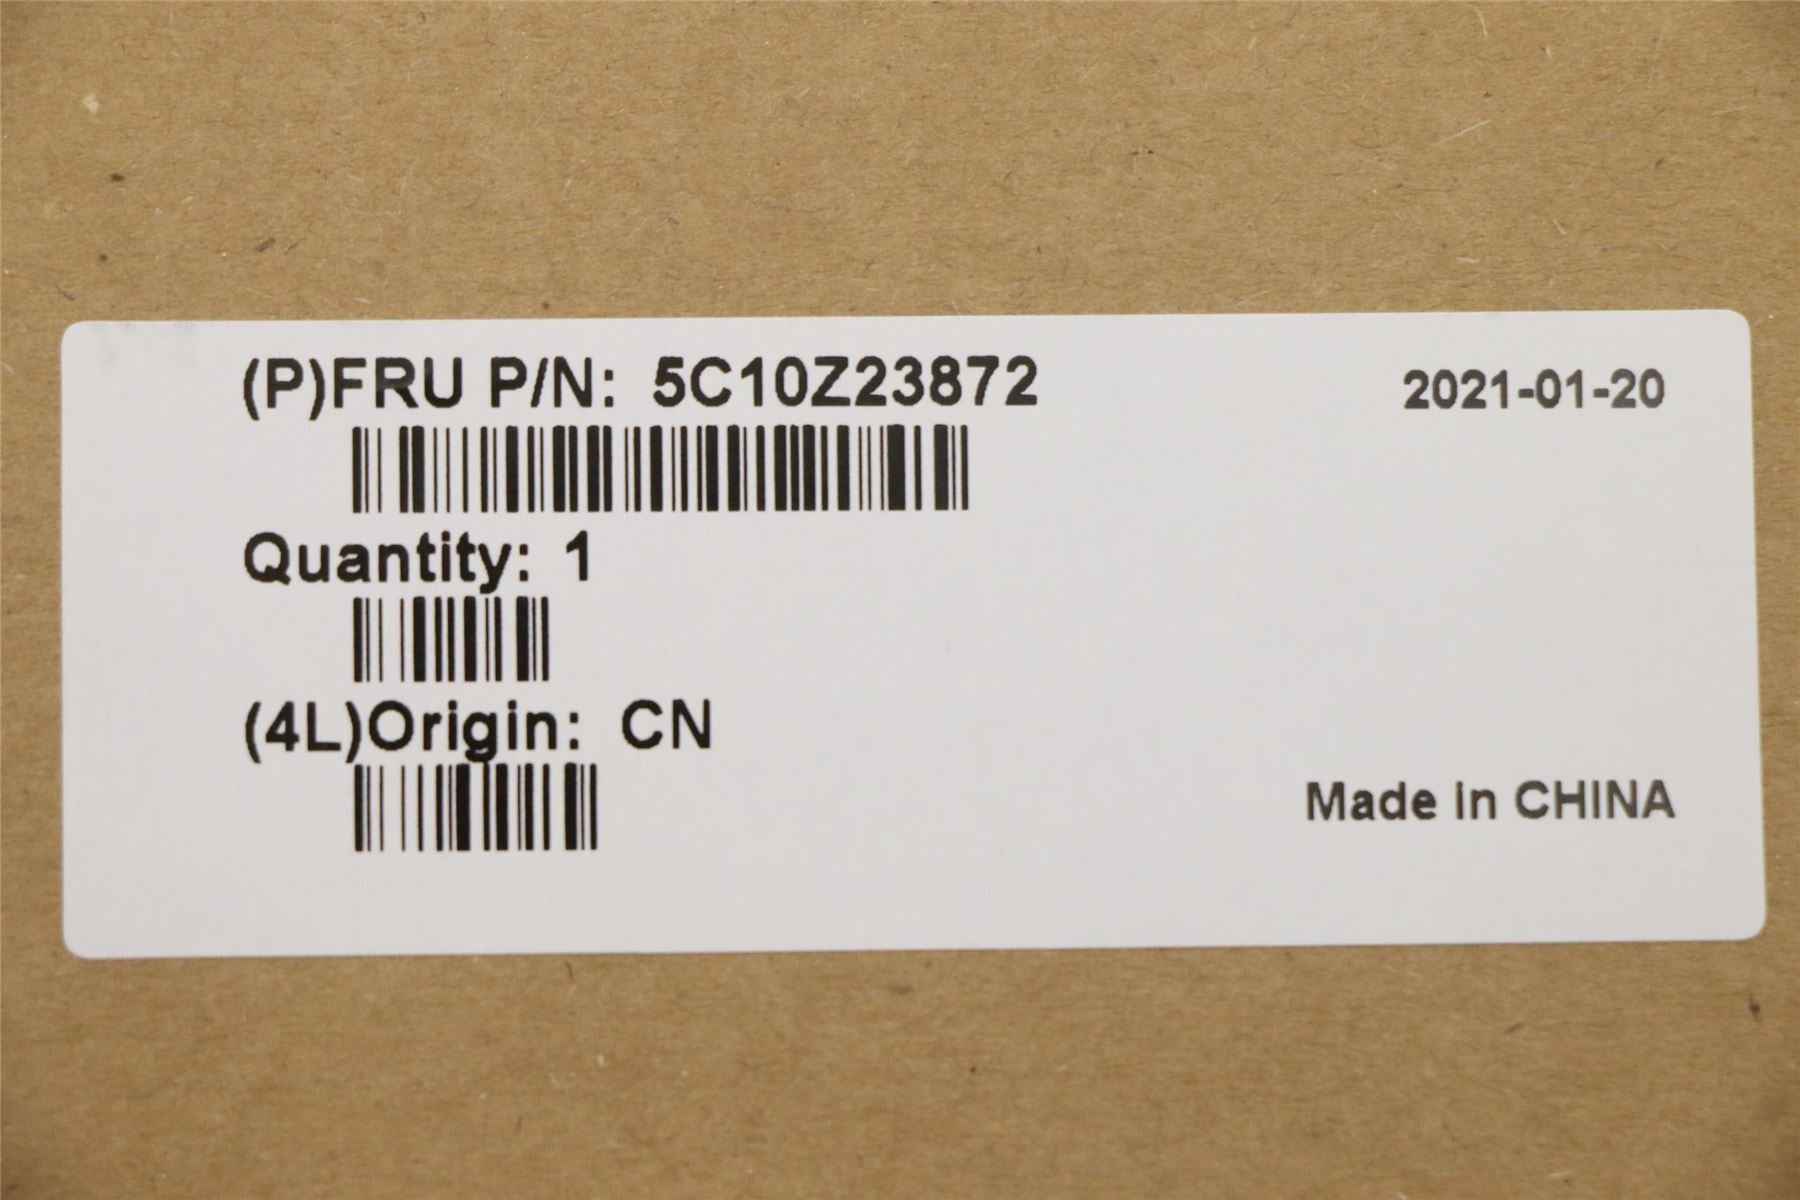 (P)FRU P/N: 5C10Z23872
2021-01-20
Quantity: 1
(4L)Origin: CN
Made in CHINA